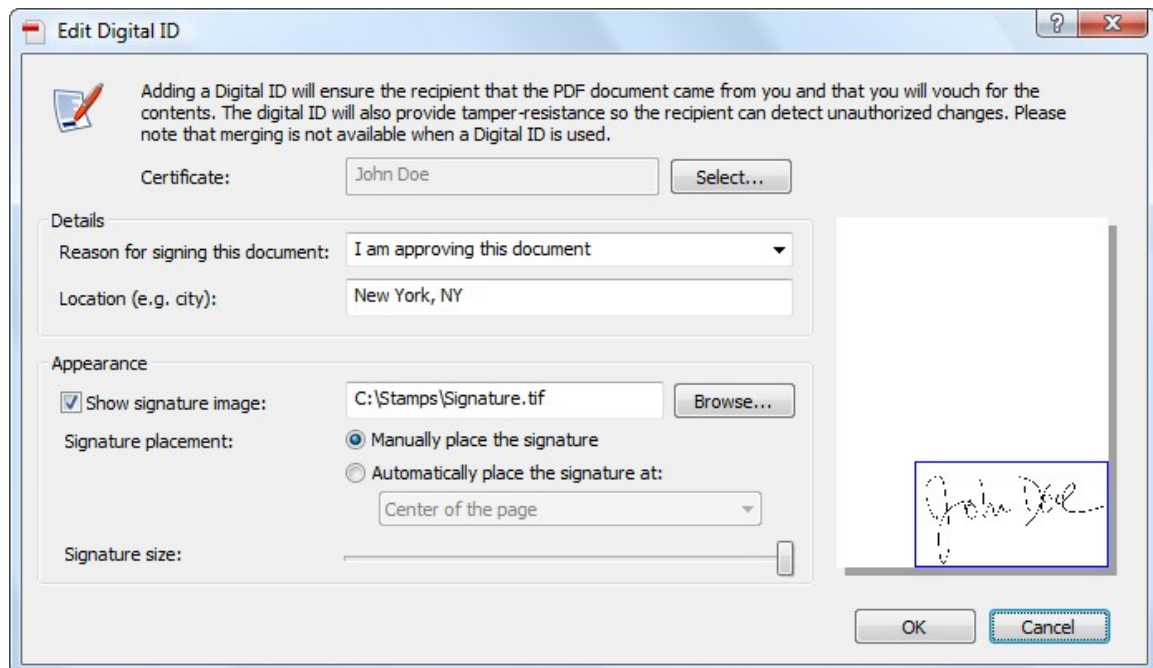 Edit Digital ID
Adding a Digital ID will ensure the recipient that the PDF document came from you and that you will vouch for the
contents. The digital ID will also provide tamper-resistance so the recipient can detect unauthorized changes. Please
note that merging is not available when a Digital ID is used.
Certificate: John Doe Select...
Details
Reason for signing this document: I am approving this document
Location (e.g. city): New York, NY
Appearance
Show signature image: C:\Stamps\Signature.tif Browse...
Signature placement: Manually place the signature
Automatically place the signature at:
Center of the page
John Doe
Signature size:
OK Cancel